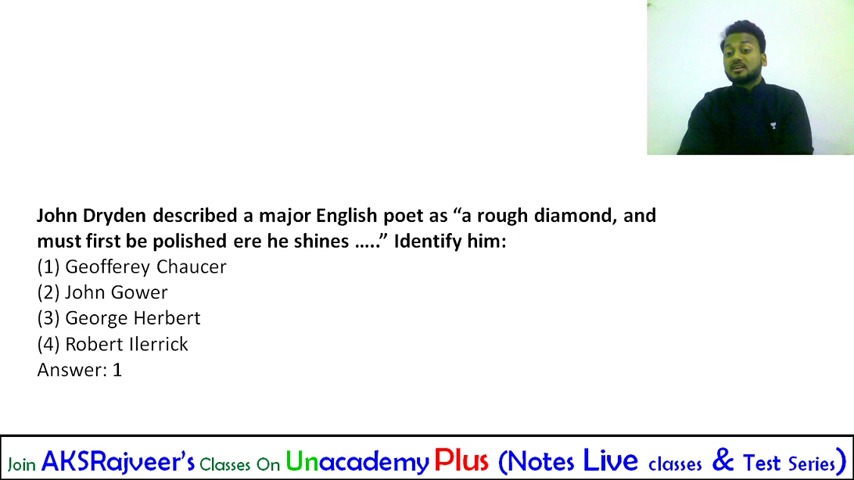 John Dryden described a major English poet as “a rough diamond, and
must first be polished ere he shines …..” Identify him:
(1) Geofferey Chaucer
(2) John Gower
(3) George Herbert
(4) Robert Ilerrick
Answer: 1
Join AKSRajveer’s Classes On Unacademy Plus (Notes Live classes & Test Series)